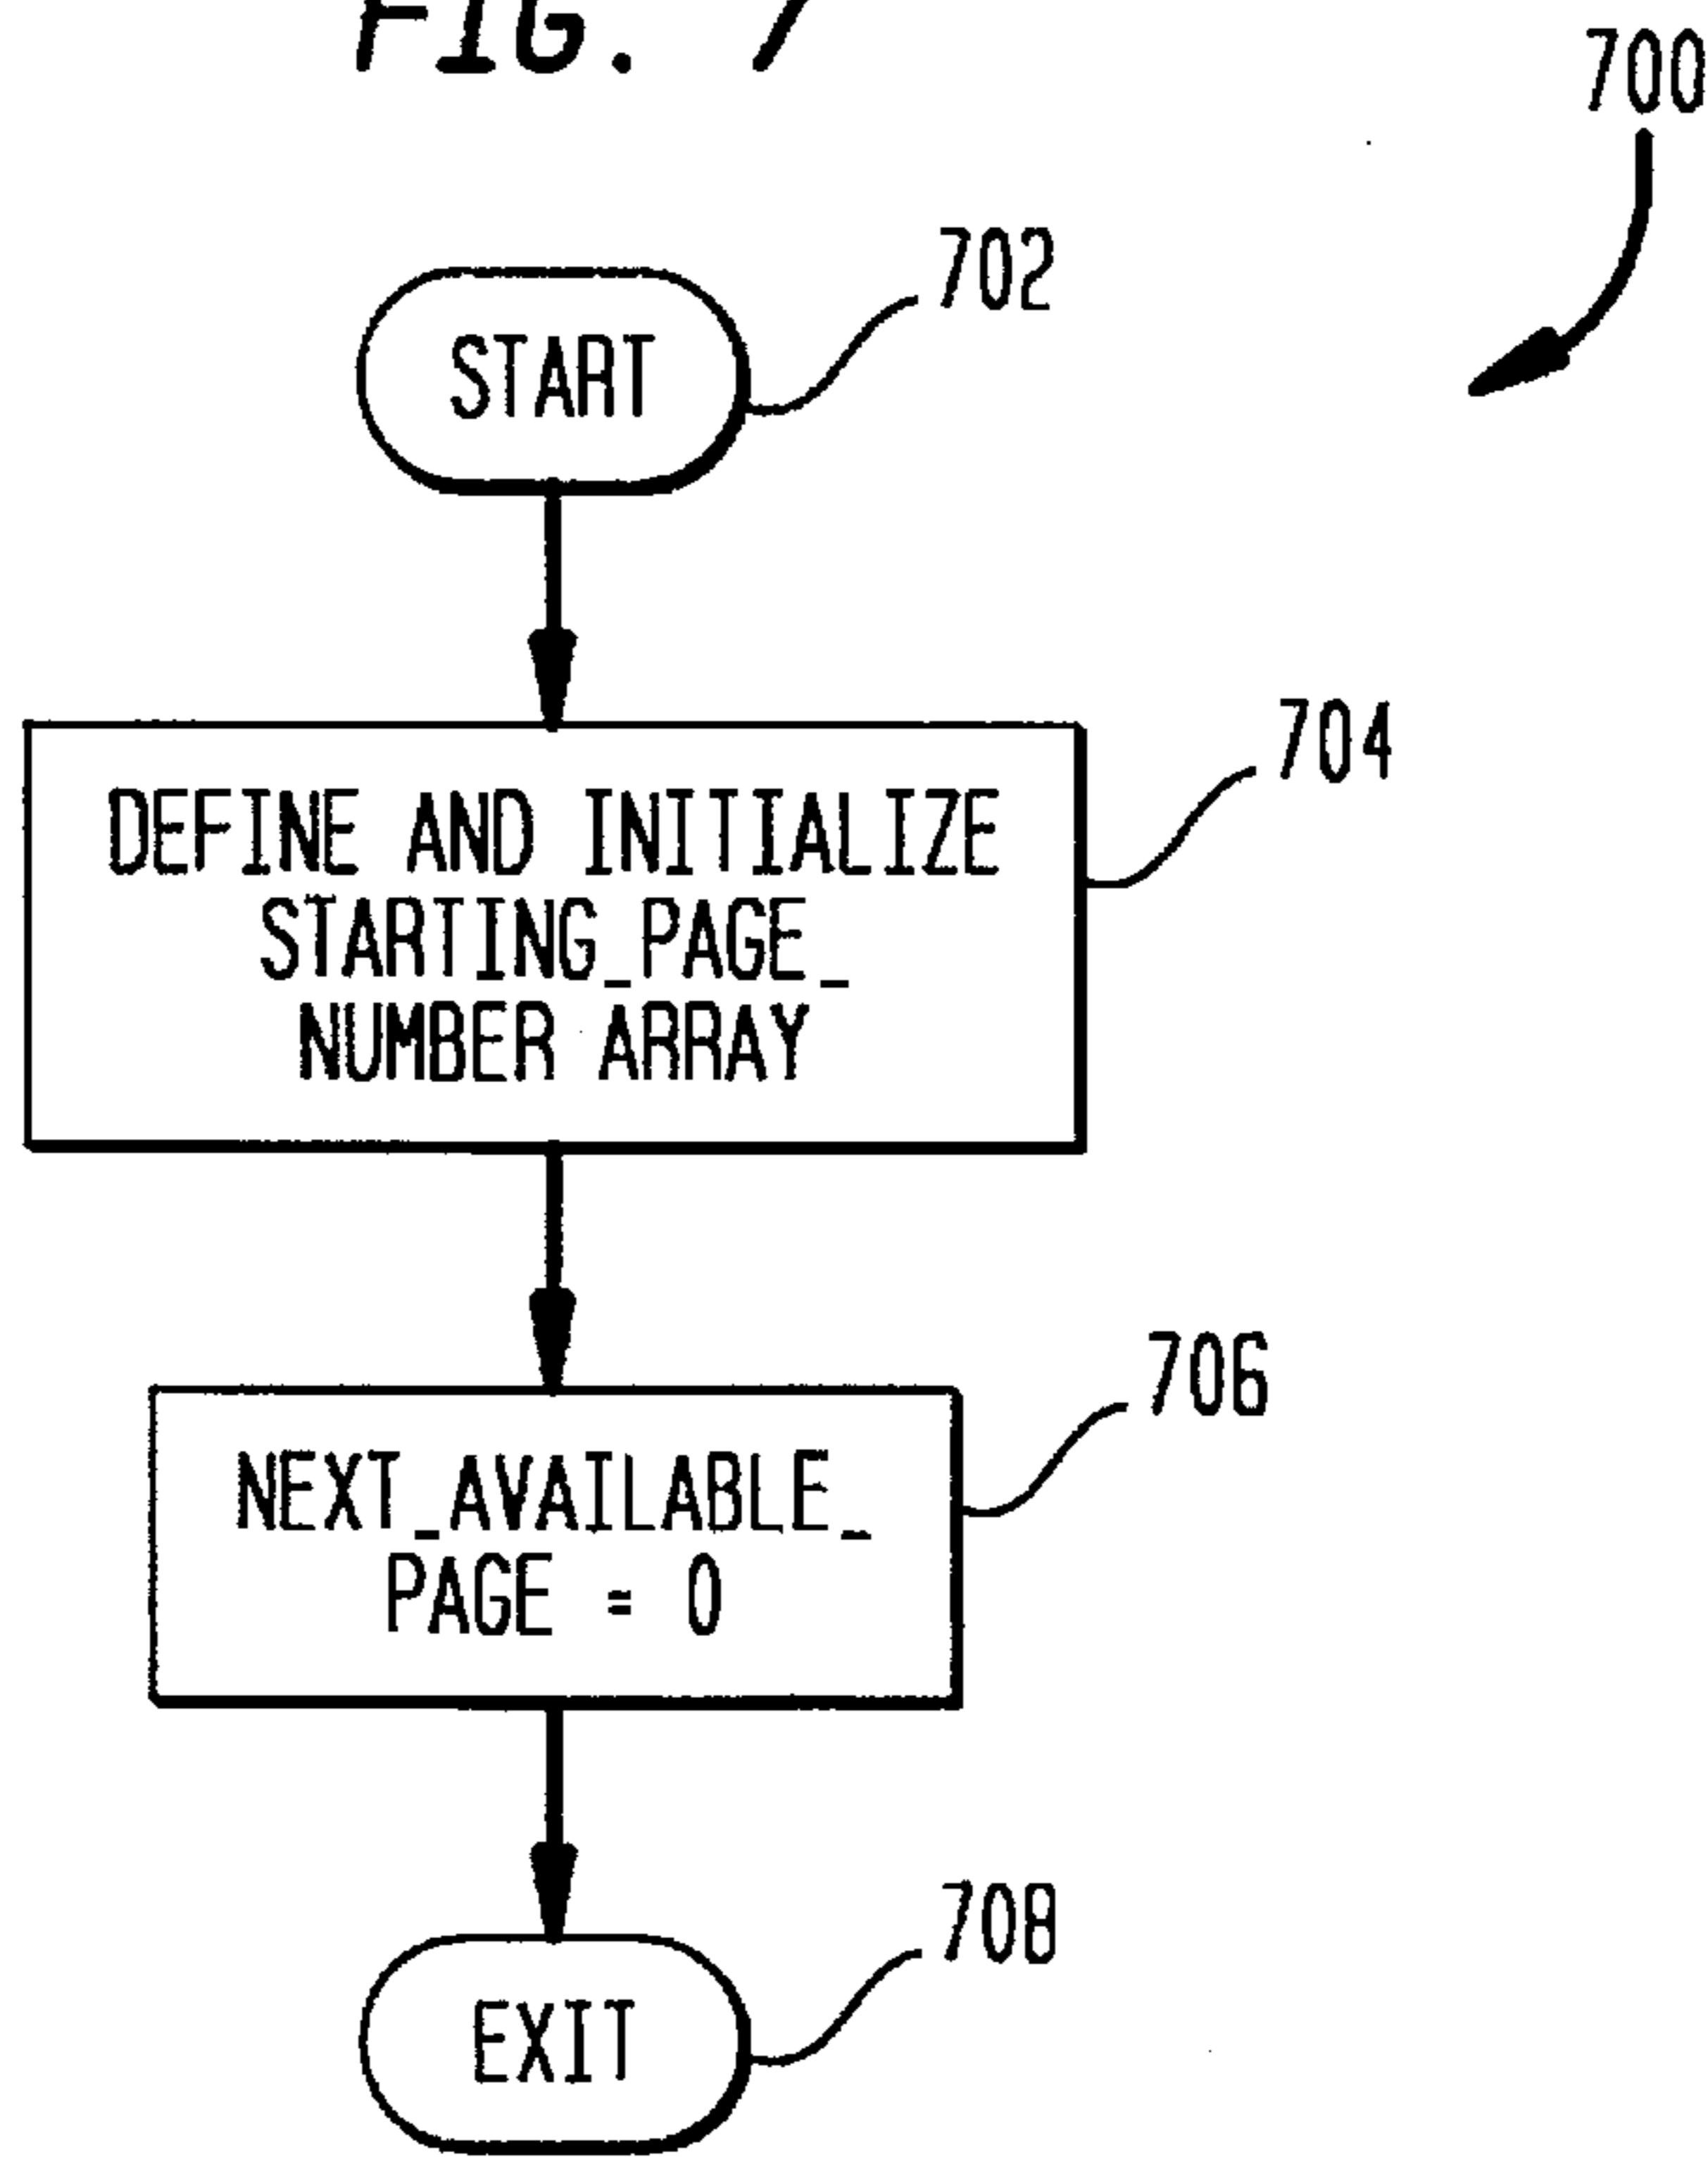 FIG. 7
700
702
START
704
DEFINE AND INITIALIZE
STARTING_PAGE_
NUMBER ARRAY
706
NEXT_AVAILABLE_
PAGE = 0
708
EXIT